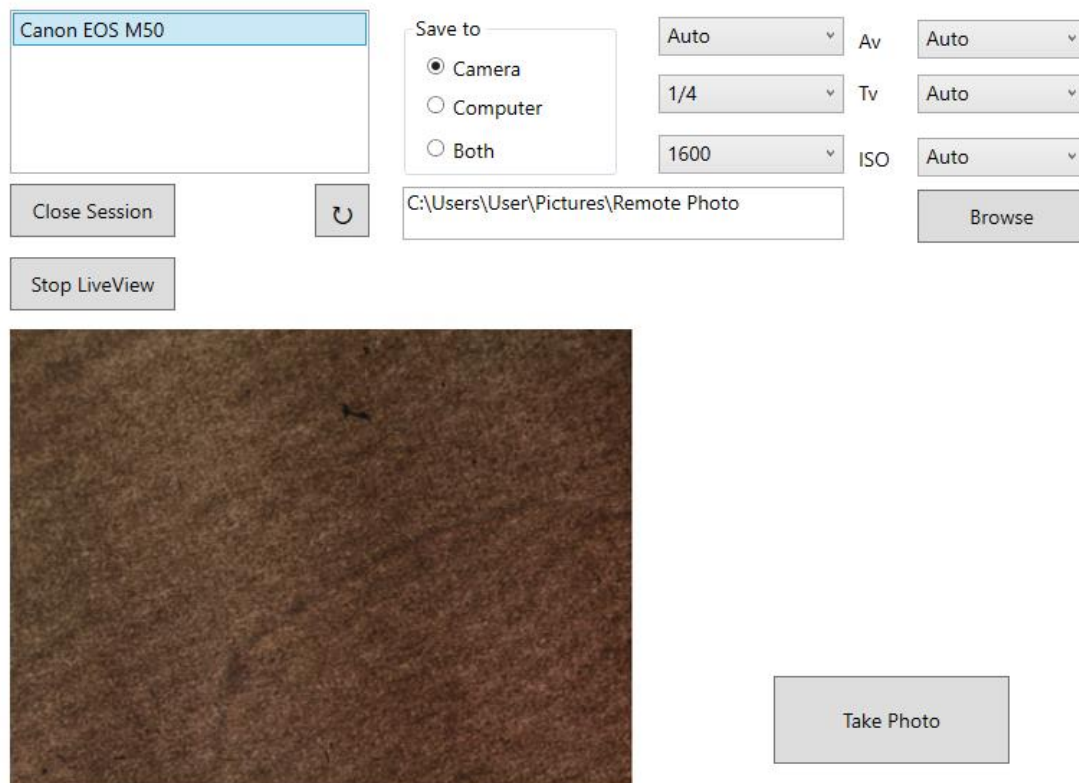 Canon EOS M50
Save to
Camera
Computer
Both
Auto
Av
Auto
1/4
Tv
Auto
1600
ISO
Auto
Close Session
↻
C:\Users\User\Pictures\Remote Photo
Browse
Stop LiveView
Take Photo